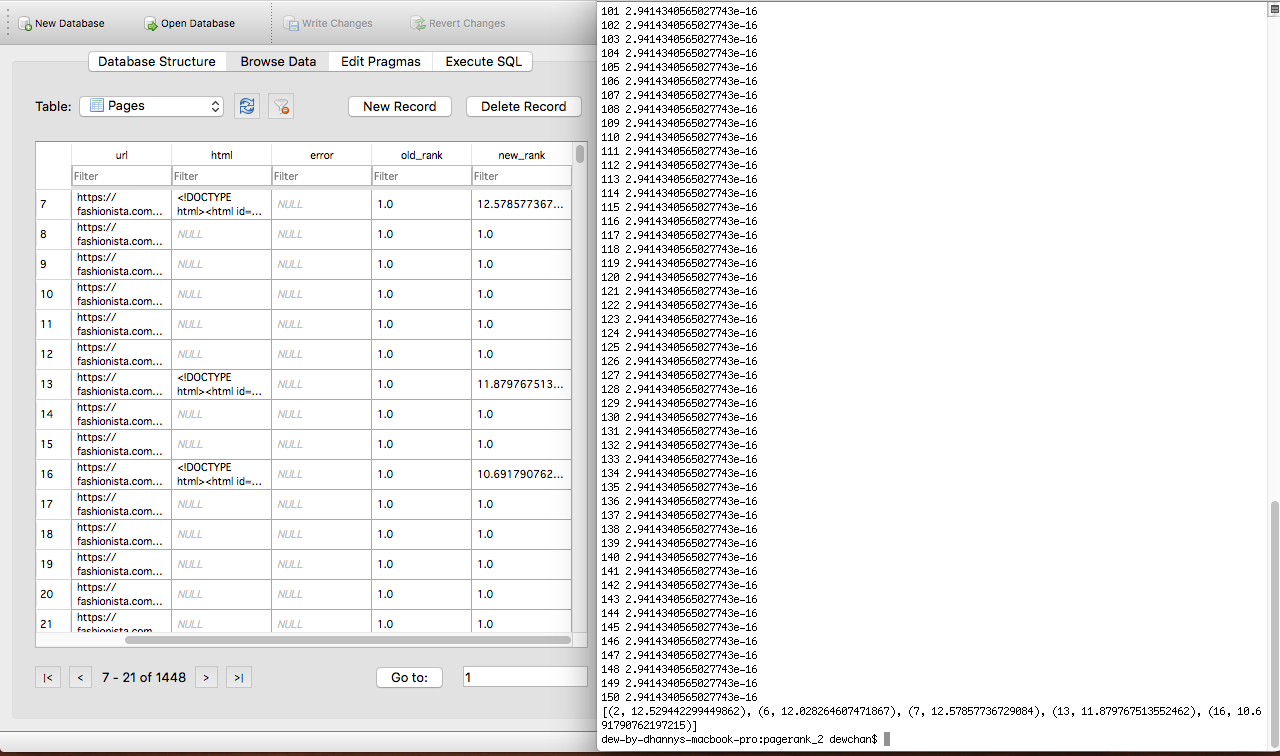 New Database Open Database Write Changes Revert Changes
Database Structure Browse Data Edit Pragmas Execute SQL
Table: Pages New Record Delete Record
url html error old_rank new_rank
Filter Filter Filter Filter Filter
7 https:// fashionista.com... <!DOCTYPE html><html id=... NULL 1.0 12.578577367...
8 https:// fashionista.com... NULL NULL 1.0 1.0
9 https:// fashionista.com... NULL NULL 1.0 1.0
10 https:// fashionista.com... NULL NULL 1.0 1.0
11 https:// fashionista.com... NULL NULL 1.0 1.0
12 https:// fashionista.com... NULL NULL 1.0 1.0
13 https:// fashionista.com... <!DOCTYPE html><html id=... NULL 1.0 11.879767513...
14 https:// fashionista.com... NULL NULL 1.0 1.0
15 https:// fashionista.com... NULL NULL 1.0 1.0
16 https:// fashionista.com... <!DOCTYPE html><html id=... NULL 1.0 10.691790762...
17 https:// fashionista.com... NULL NULL 1.0 1.0
18 https:// fashionista.com... NULL NULL 1.0 1.0
19 https:// fashionista.com... NULL NULL 1.0 1.0
20 https:// fashionista.com... NULL NULL 1.0 1.0
21 https:// fashionista.com... NULL NULL 1.0 1.0
|< < 7 - 21 of 1448 > >| Go to: 1
101 2.9414340565027743e-16
102 2.9414340565027743e-16
103 2.9414340565027743e-16
104 2.9414340565027743e-16
105 2.9414340565027743e-16
106 2.9414340565027743e-16
107 2.9414340565027743e-16
108 2.9414340565027743e-16
109 2.9414340565027743e-16
110 2.9414340565027743e-16
111 2.9414340565027743e-16
112 2.9414340565027743e-16
113 2.9414340565027743e-16
114 2.9414340565027743e-16
115 2.9414340565027743e-16
116 2.9414340565027743e-16
117 2.9414340565027743e-16
118 2.9414340565027743e-16
119 2.9414340565027743e-16
120 2.9414340565027743e-16
121 2.9414340565027743e-16
122 2.9414340565027743e-16
123 2.9414340565027743e-16
124 2.9414340565027743e-16
125 2.9414340565027743e-16
126 2.9414340565027743e-16
127 2.9414340565027743e-16
128 2.9414340565027743e-16
129 2.9414340565027743e-16
130 2.9414340565027743e-16
131 2.9414340565027743e-16
132 2.9414340565027743e-16
133 2.9414340565027743e-16
134 2.9414340565027743e-16
135 2.9414340565027743e-16
136 2.9414340565027743e-16
137 2.9414340565027743e-16
138 2.9414340565027743e-16
139 2.9414340565027743e-16
140 2.9414340565027743e-16
141 2.9414340565027743e-16
142 2.9414340565027743e-16
143 2.9414340565027743e-16
144 2.9414340565027743e-16
145 2.9414340565027743e-16
146 2.9414340565027743e-16
147 2.9414340565027743e-16
148 2.9414340565027743e-16
149 2.9414340565027743e-16
150 2.9414340565027743e-16
[(2, 12.529442299449862), (6, 12.028264607471867), (7, 12.57857736729084), (13, 11.879767513552462), (16, 10.6
91790762197215)]
dew-by-dhannys-macbook-pro:pagerank_2 dewchan$